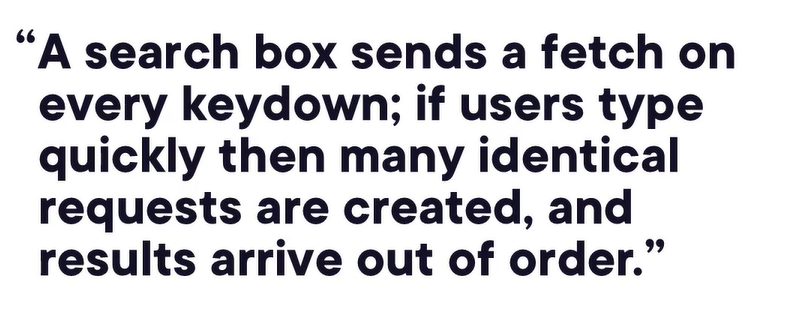 “A search box sends a fetch on
every keydown; if users type
quickly then many identical
requests are created, and
results arrive out of order.”